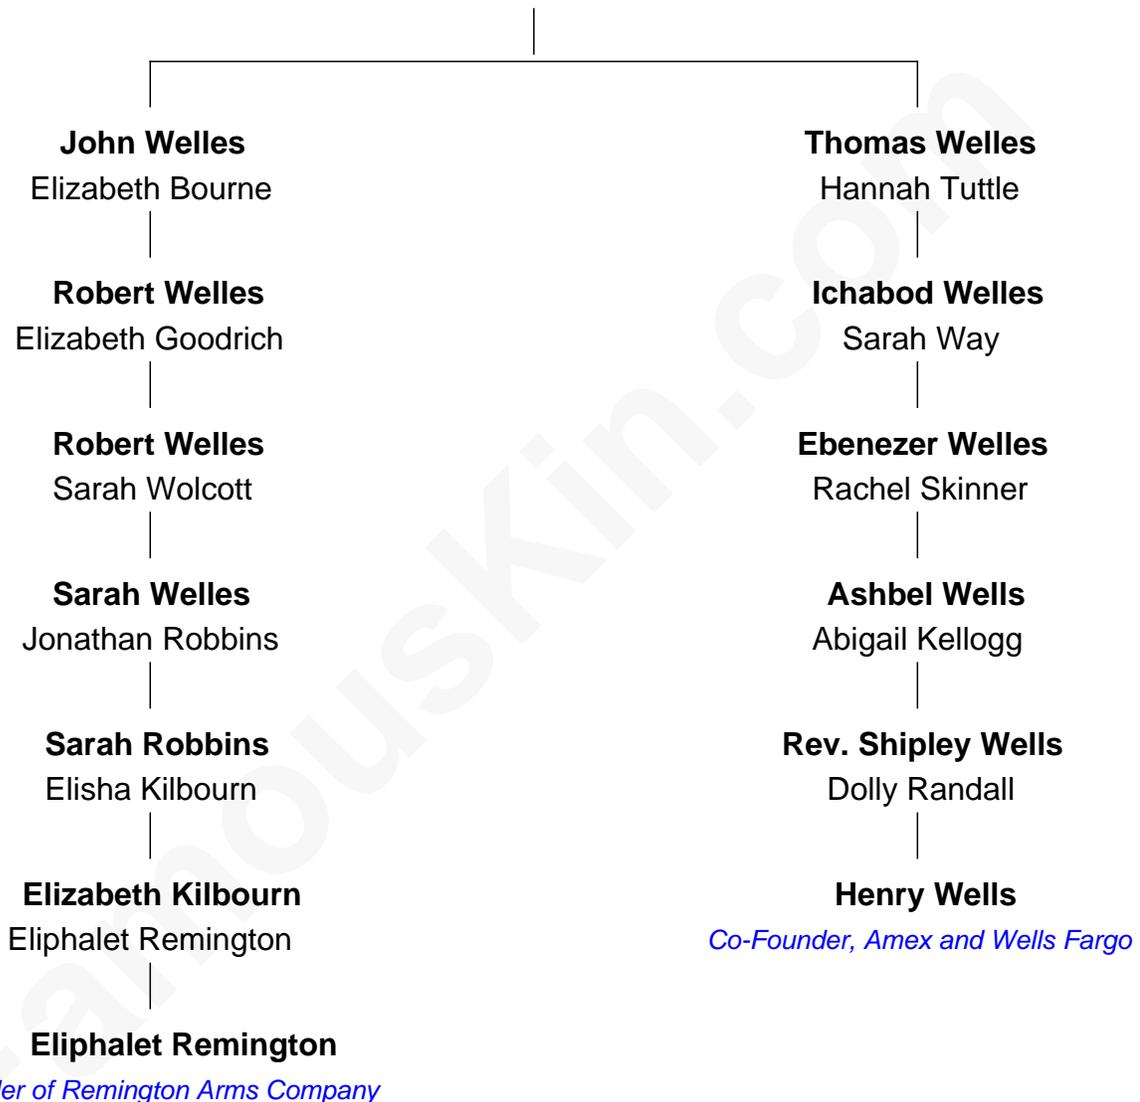 John Welles
Elizabeth Bourne
Robert Welles
Elizabeth Goodrich
Robert Welles
Sarah Wolcott
Sarah Welles
Jonathan Robbins
Sarah Robbins
Elisha Kilbourn
Elizabeth Kilbourn
Eliphalet Remington
Eliphalet Remington
of Remington Arms Company
Thomas Welles
Hannah Tuttle
Ichabod Welles
Sarah Way
Ebenezer Welles
Rachel Skinner
Ashbel Wells
Abigail Kellogg
Rev. Shipley Wells
Dolly Randall
Henry Wells
Co-Founder, Amex and Wells Fargo
FamousKin.com